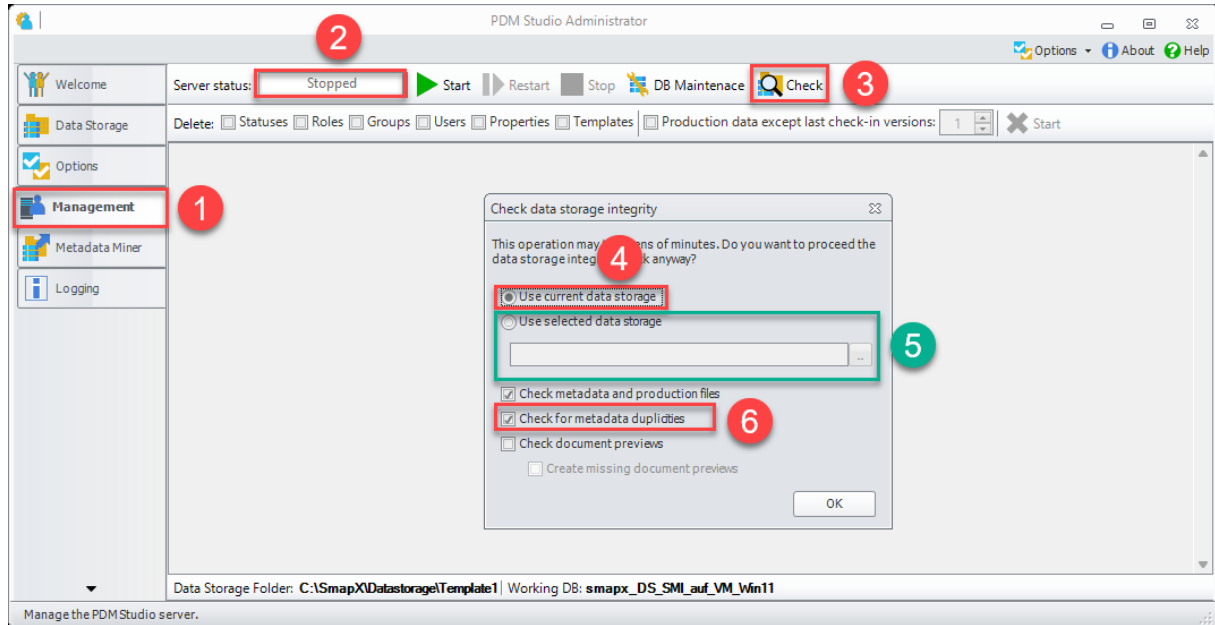 PDM Studio Administrator
Options About Help
Welcome
Data Storage
Options
Management
Metadata Miner
Logging
2
Server status: Stopped Start Restart Stop DB Maintenace Check
3
Delete: Statuses Roles Groups Users Properties Templates Production data except last check-in versions: 1 Start
1
Check data storage integrity
This operation may ens of minutes. Do you want to proceed the
data storage integ k anyway?
4
Use current data storage
Use selected data storage
..
5
Check metadata and production files
Check for metadata duplicities
6
Check document previews
Create missing document previews
OK
Data Storage Folder: C:\SmapX\Datastorage\Template1 Working DB: smapx_DS_SMI_auf_VM_Win11
Manage the PDM Studio server.